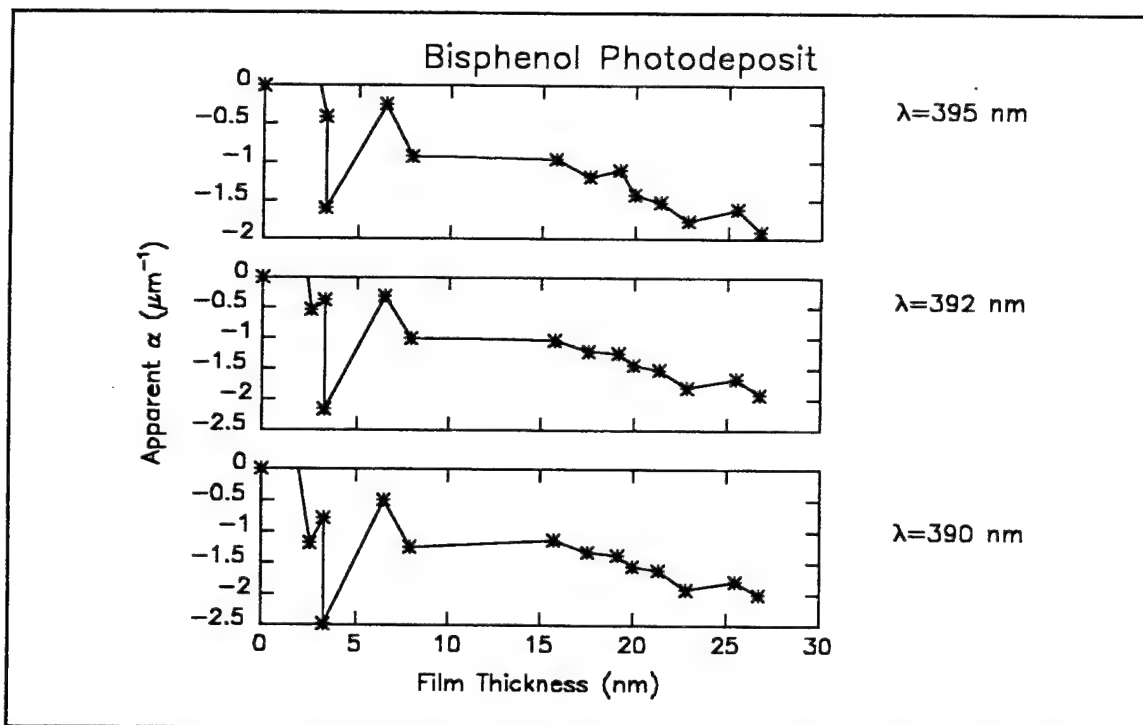 Bisphenol Photodeposit
0
−0.5
−1
−1.5
−2
λ=395 nm
0
−0.5
−1
−1.5
−2
−2.5
λ=392 nm
0
−0.5
−1
−1.5
−2
−2.5
λ=390 nm
Apparent α (μm⁻¹)
0 5 10 15 20 25 30
Film Thickness (nm)